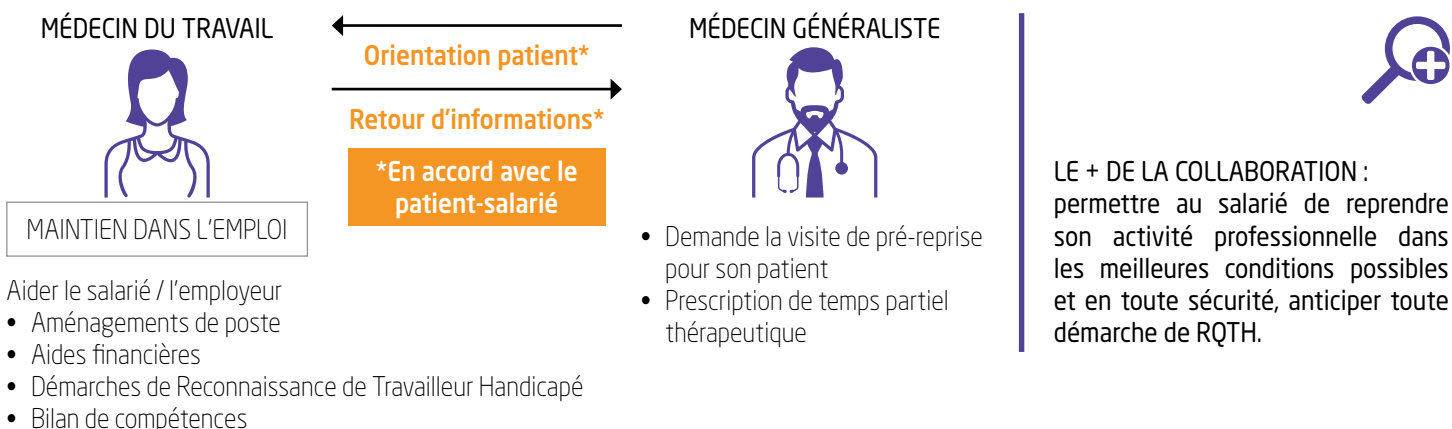 MÉDECIN DU TRAVAIL
Orientation patient*
Retour d'informations*
*En accord avec le
patient-salarié
MÉDECIN GÉNÉRALISTE
MAINTIEN DANS L'EMPLOI
Aider le salarié / l'employeur
• Aménagements de poste
• Aides financières
• Démarches de Reconnaissance de Travailleur Handicapé
• Bilan de compétences
• Demande la visite de pré-reprise
pour son patient
• Prescription de temps partiel
thérapeutique
LE + DE LA COLLABORATION :
permettre au salarié de reprendre
son activité professionnelle dans
les meilleures conditions possibles
et en toute sécurité, anticiper toute
démarche de RQTH.